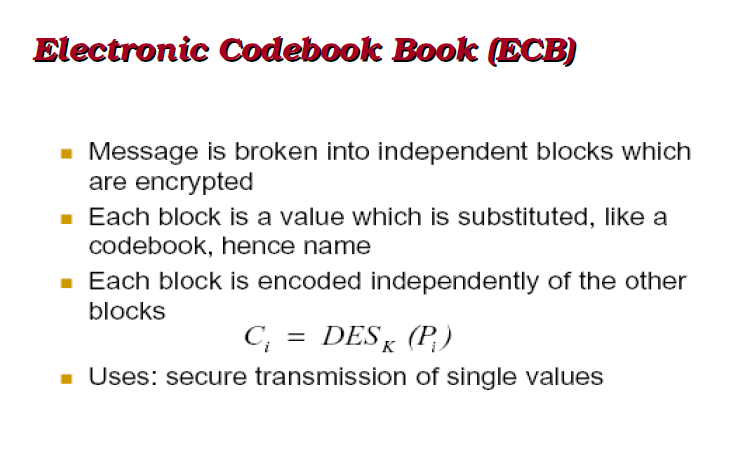 Electronic Codebook Book (ECB)
Message is broken into independent blocks which
are encrypted
Each block is a value which is substituted, like a
codebook, hence name
Each block is encoded independently of the other
blocks
C_i = DES_K (P_i)
Uses: secure transmission of single values